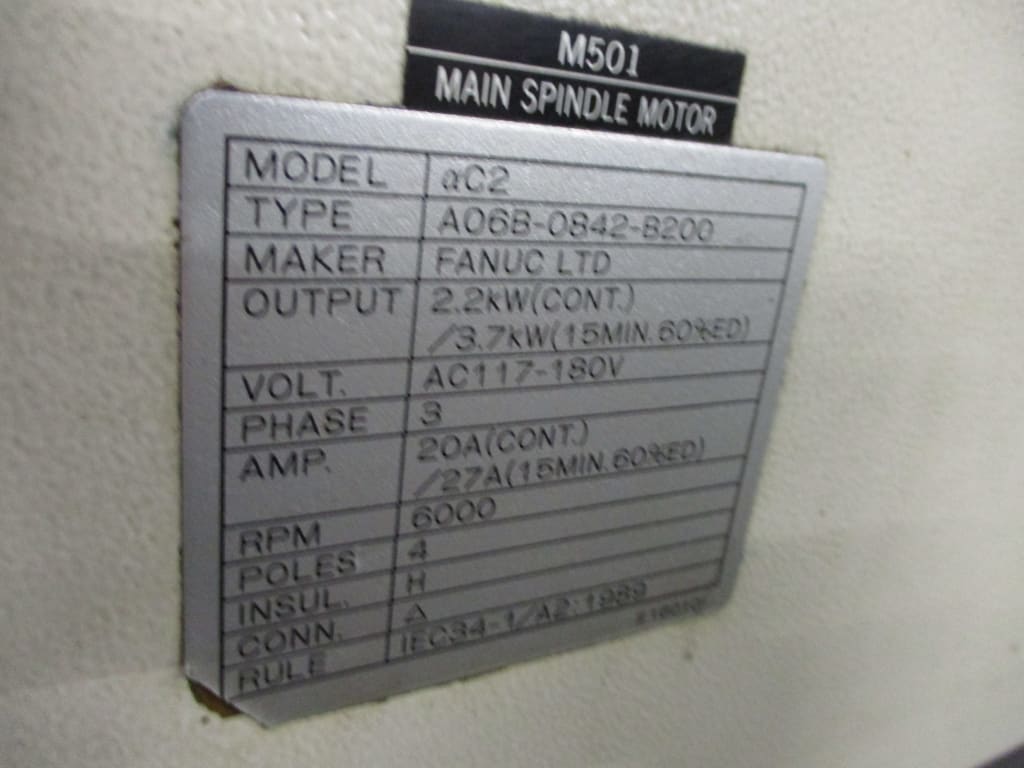 M501
MAIN SPINDLE MOTOR
MODEL αC2
TYPE A06B-0842-B200
MAKER FANUC LTD
OUTPUT 2.2kW(CONT.)
/3.7kW(15MIN. 60%ED)
VOLT. AC117-180V
PHASE 3
AMP. 20A(CONT.)
/27A(15MIN. 60%ED)
RPM 6000
POLES 4
INSUL. H
CONN. Δ
RULE IEC34-1/A2:1989